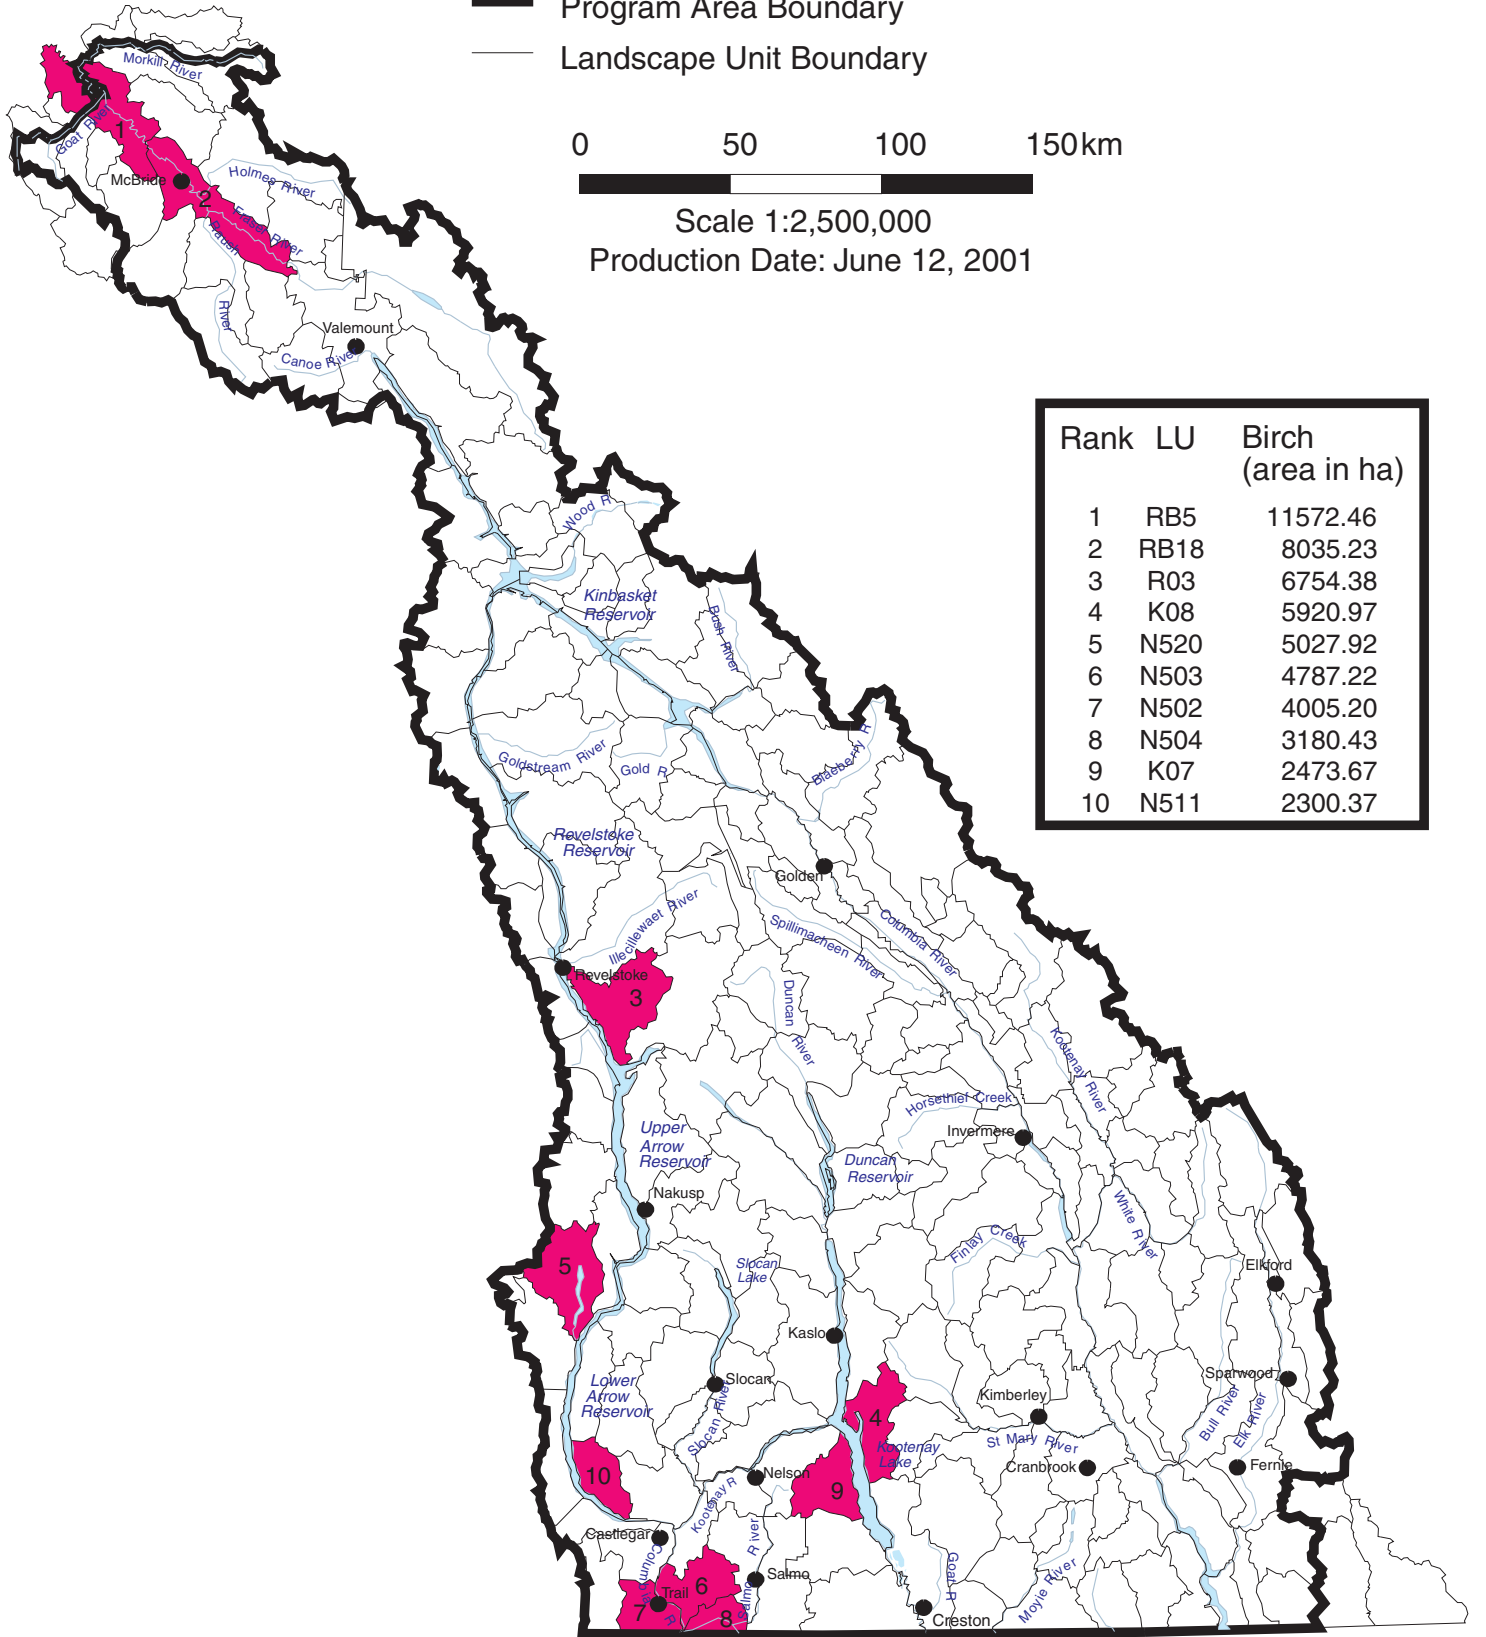 Program Area Boundary
Landscape Unit Boundary
0 50 100 150km
Scale 1:2,500,000
Production Date: June 12, 2001
Morkill River
Goat River
1
McBride
2
Holmes River
Fraser River
Raush
River
Valemount
Canoe River
Rank LU Birch
(area in ha)
1 RB5 11572.46
2 RB18 8035.23
3 R03 6754.38
4 K08 5920.97
5 N520 5027.92
6 N503 4787.22
7 N502 4005.20
8 N504 3180.43
9 K07 2473.67
10 N511 2300.37
Wood R
Kinbasket
Reservoir
Bush River
Goldstream River
Gold R
Blaeberry R
Revelstoke
Reservoir
Golden
Illecillewaet River
Spillimacheen River
Columbia River
Revelstoke
3
Duncan
River
Kootenay River
Horsethief Creek
Invermere
Upper
Arrow
Reservoir
Duncan
Reservoir
Nakusp
White River
Finlay Creek
5
Slocan
Lake
Elkford
Kaslo
Slocan
Sparwood
Lower
Arrow
Reservoir
Slocan River
Kimberley
4
Bull River
Elk River
Kootenay
Lake
St Mary River
Cranbrook
Fernie
10
Nelson
9
Kootenay R
Castlegar
Columbia
R
Salmo
River
Salmo
Trail
6
7
8
Goat R
Creston
Moyie River